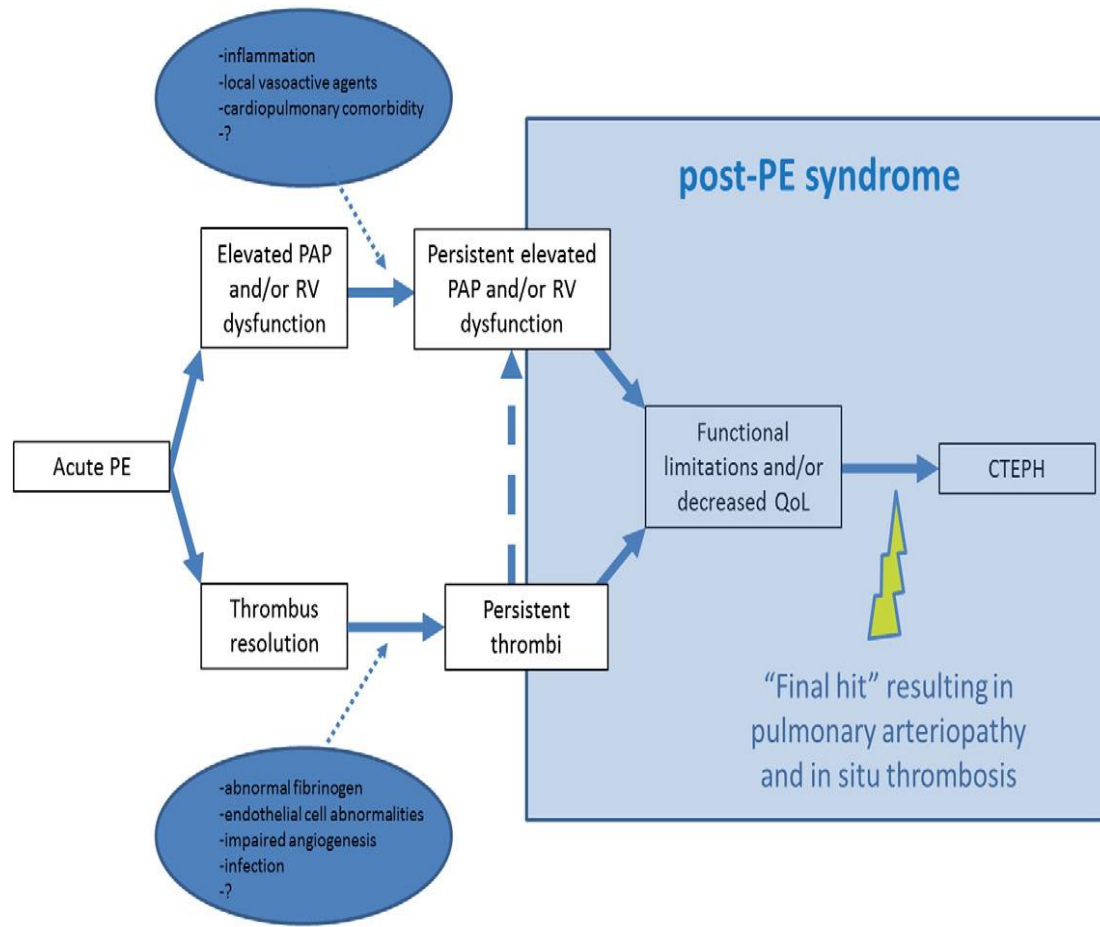 -inflammation
-local vasoactive agents
-cardiopulmonary comorbidity
-?
post-PE syndrome
Elevated PAP
and/or RV
dysfunction
Persistent elevated
PAP and/or RV
dysfunction
Acute PE
Functional
limitations and/or
decreased QoL
CTEPH
Thrombus
resolution
Persistent
thrombi
“Final hit” resulting in
pulmonary arteriopathy
and in situ thrombosis
-abnormal fibrinogen
-endothelial cell abnormalities
-impaired angiogenesis
-infection
-?